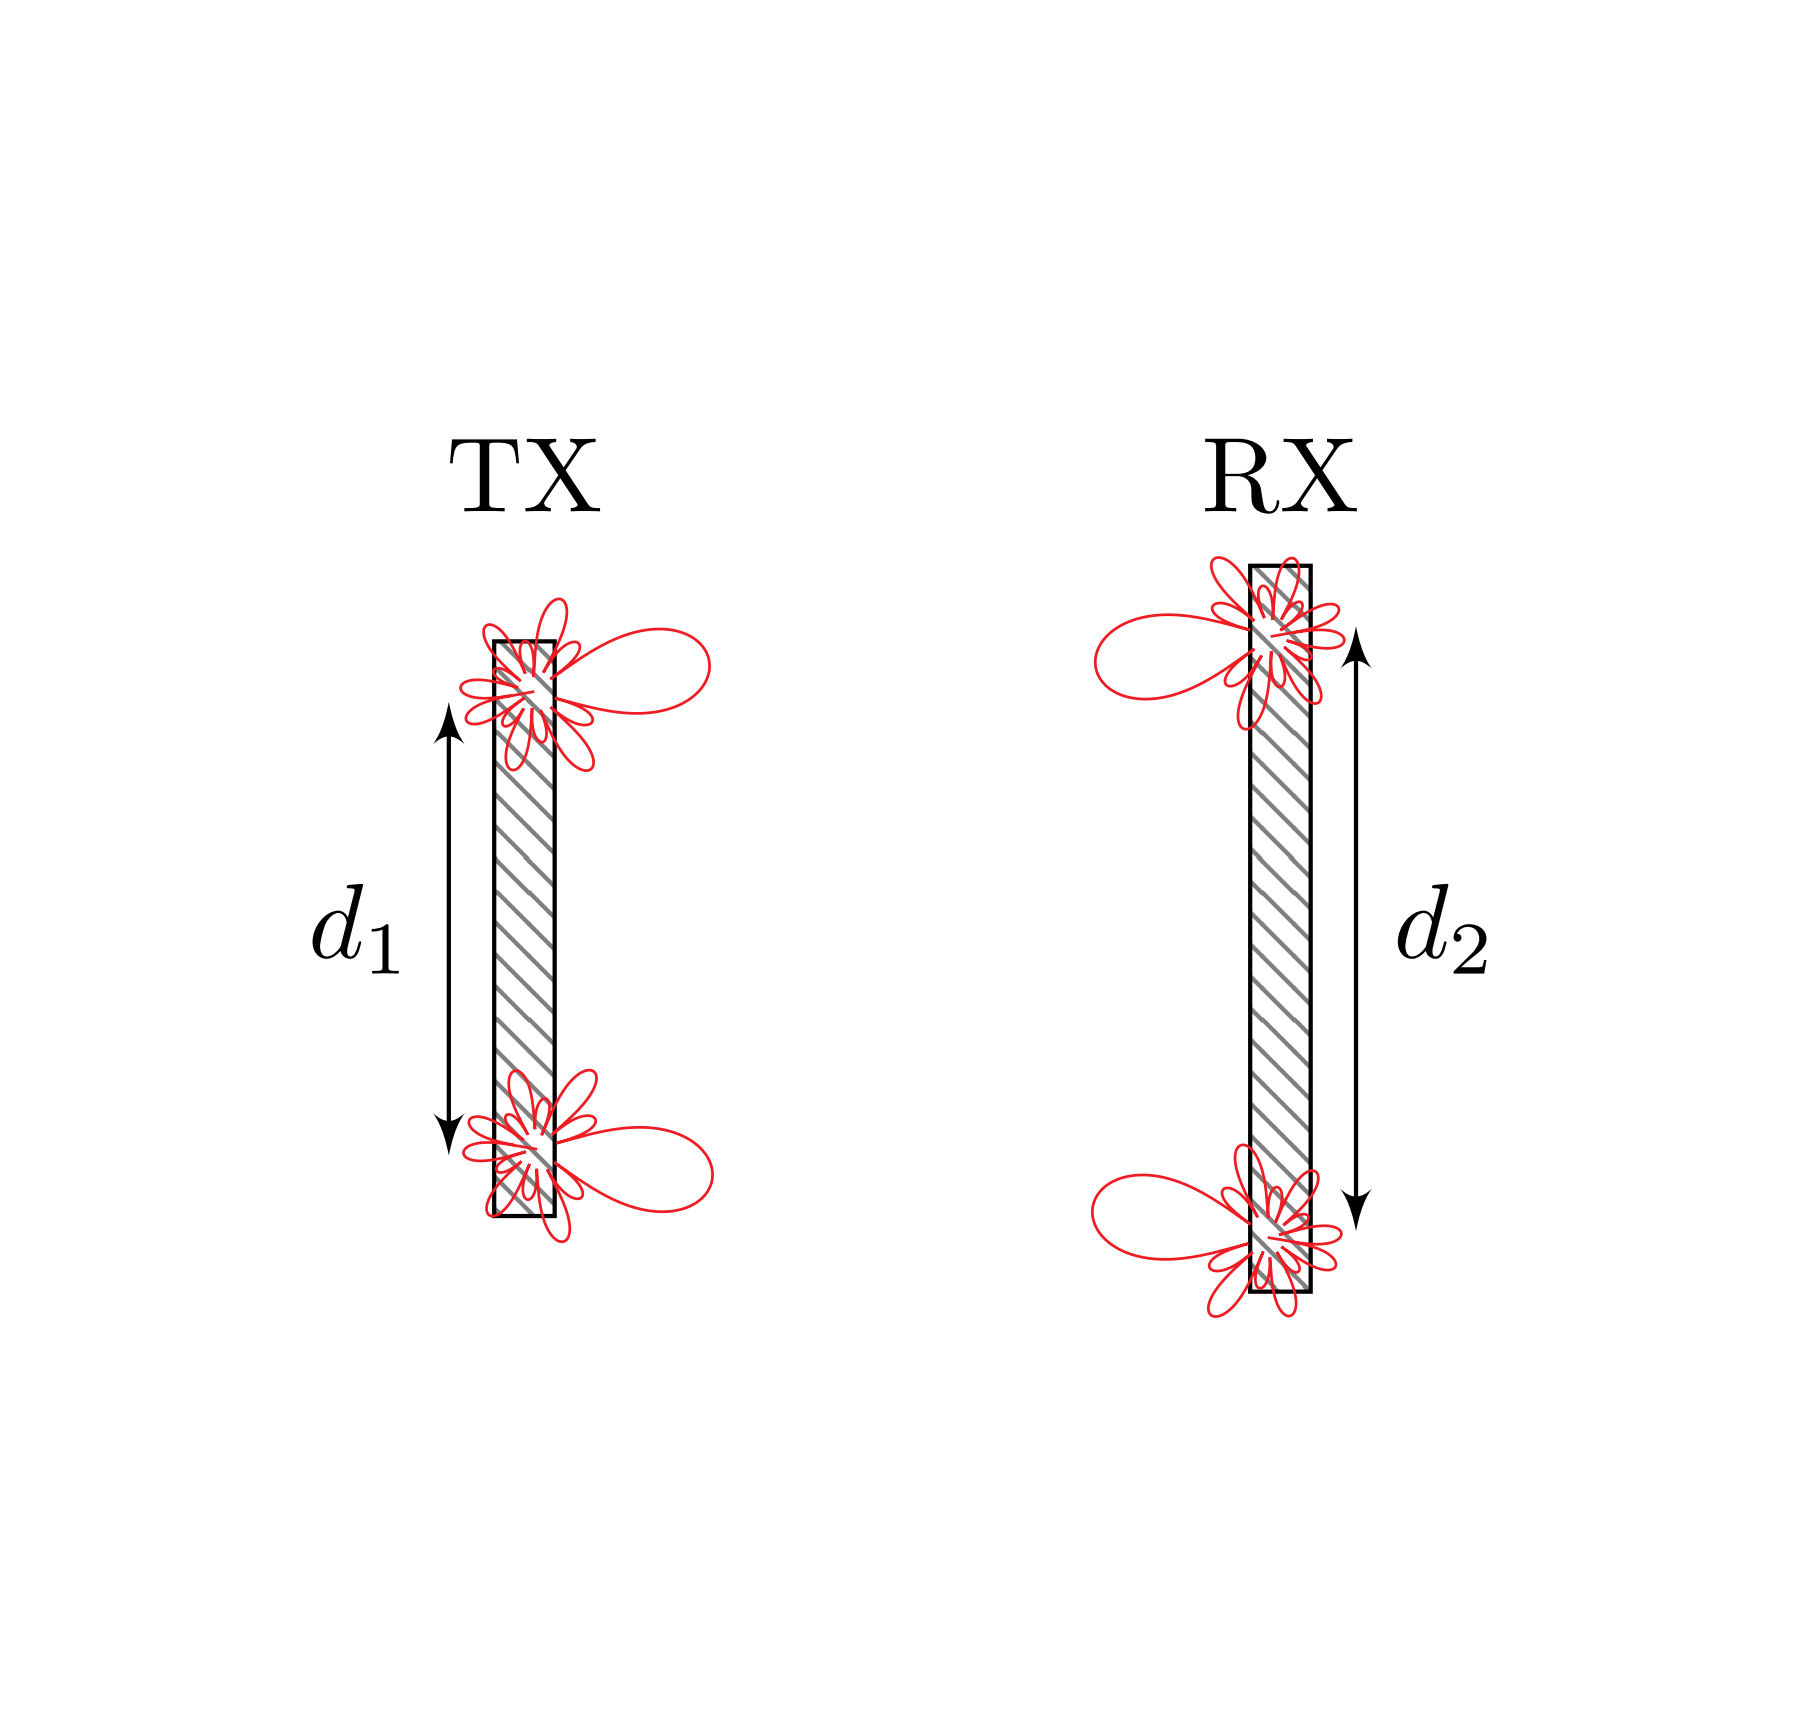 TX
RX
d₁
d₂